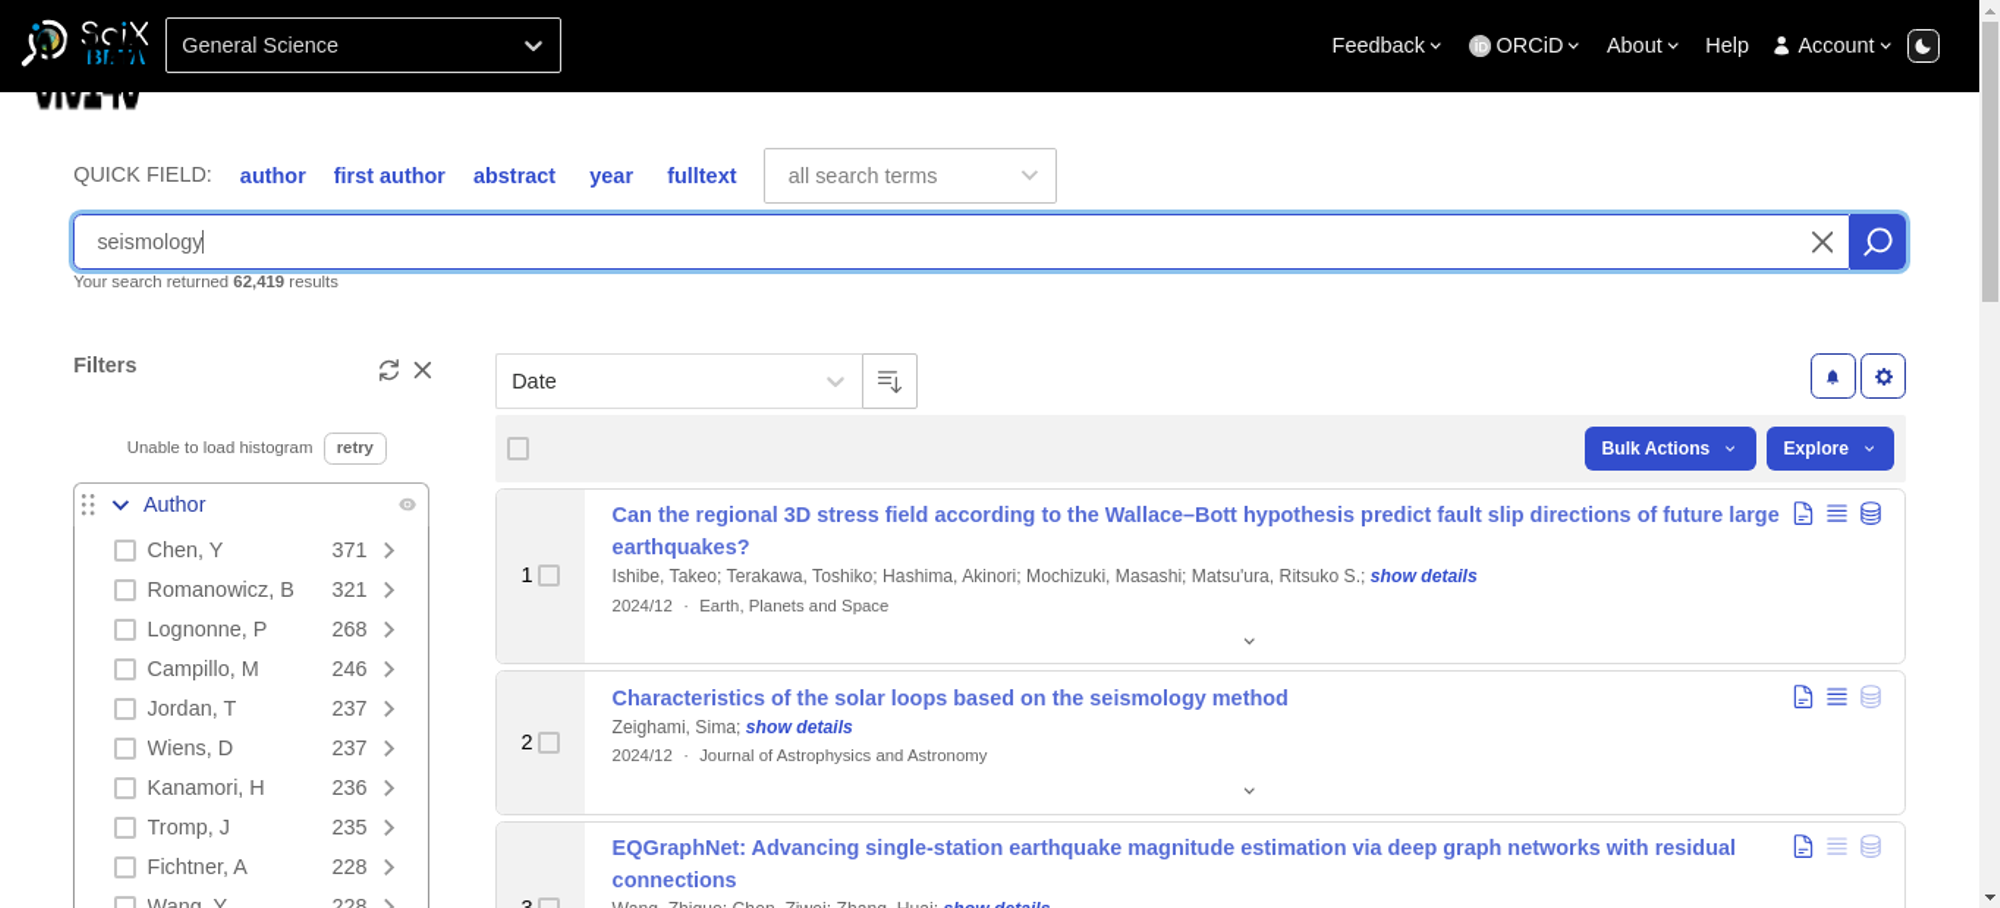 SciX
BETA
General Science
Feedback
iD ORCiD
About
Help
Account
QUICK FIELD:
author
first author
abstract
year
fulltext
all search terms
seismology
Your search returned 62,419 results
Filters
Date
Unable to load histogram
retry
Bulk Actions
Explore
Author
Chen, Y 371
Romanowicz, B 321
Lognonne, P 268
Campillo, M 246
Jordan, T 237
Wiens, D 237
Kanamori, H 236
Tromp, J 235
Fichtner, A 228
Wang, Y 228
1
Can the regional 3D stress field according to the Wallace–Bott hypothesis predict fault slip directions of future large
earthquakes?
Ishibe, Takeo; Terakawa, Toshiko; Hashima, Akinori; Mochizuki, Masashi; Matsu'ura, Ritsuko S.; show details
2024/12 · Earth, Planets and Space
2
Characteristics of the solar loops based on the seismology method
Zeighami, Sima; show details
2024/12 · Journal of Astrophysics and Astronomy
3
EQGraphNet: Advancing single-station earthquake magnitude estimation via deep graph networks with residual
connections
Wang, Zhiguo; Chen, Ziwei; Zhang, Huai; show details